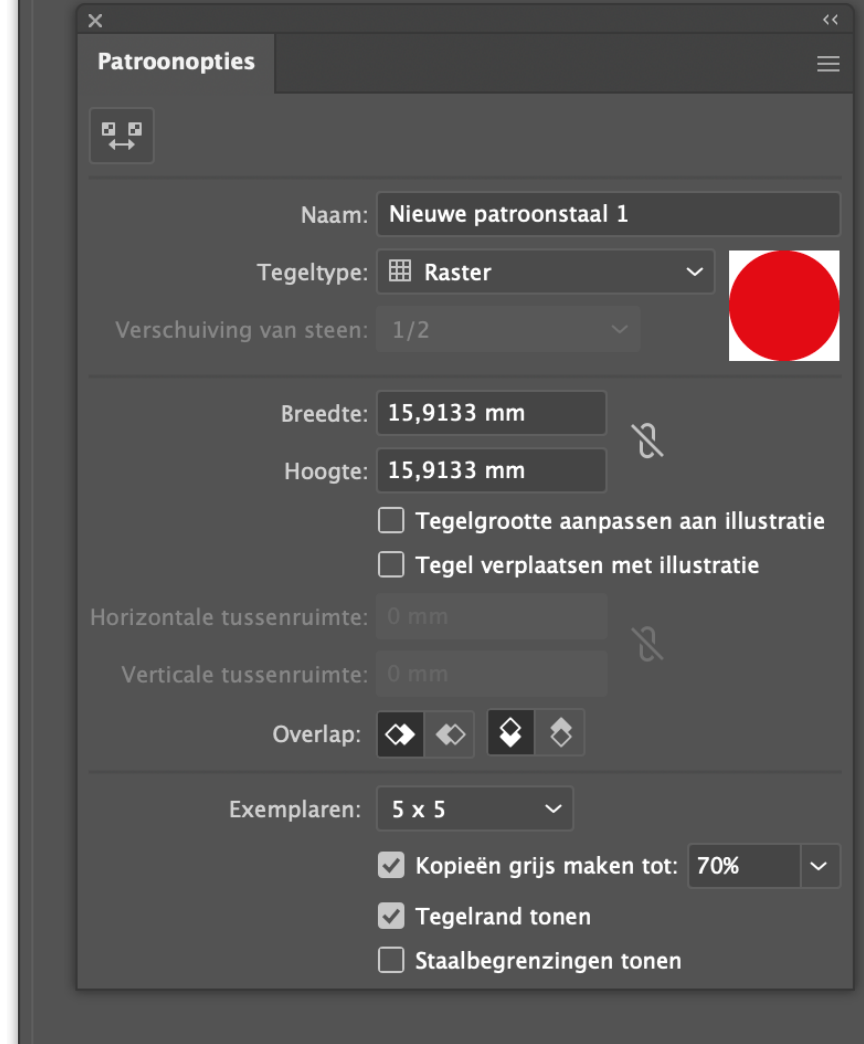 Patroonopties
Naam: Nieuwe patroonstaal 1
Tegeltype: Raster
Verschuiving van steen: 1/2
Breedte: 15,9133 mm
Hoogte: 15,9133 mm
Tegelgrootte aanpassen aan illustratie
Tegel verplaatsen met illustratie
Horizontale tussenruimte: 0 mm
Verticale tussenruimte: 0 mm
Overlap:
Exemplaren: 5 x 5
Kopieën grijs maken tot: 70%
Tegelrand tonen
Staalbegrenzingen tonen